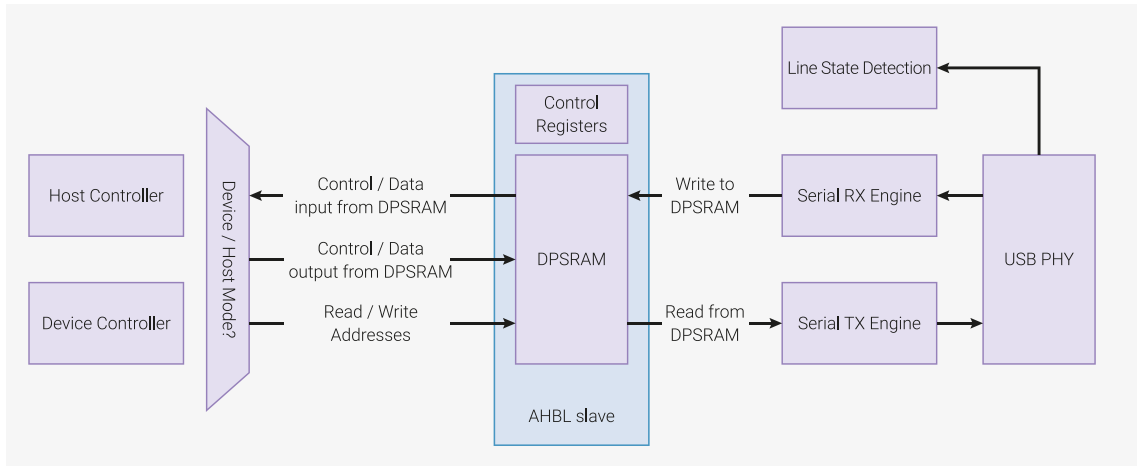 Line State Detection
Control
Registers
Host Controller
Device / Host Mode?
Control / Data
input from DPSRAM
Write to
DPSRAM
Serial RX Engine
Control / Data
output from DPSRAM
DPSRAM
USB PHY
Device Controller
Read / Write
Addresses
Read from
DPSRAM
Serial TX Engine
AHBL slave